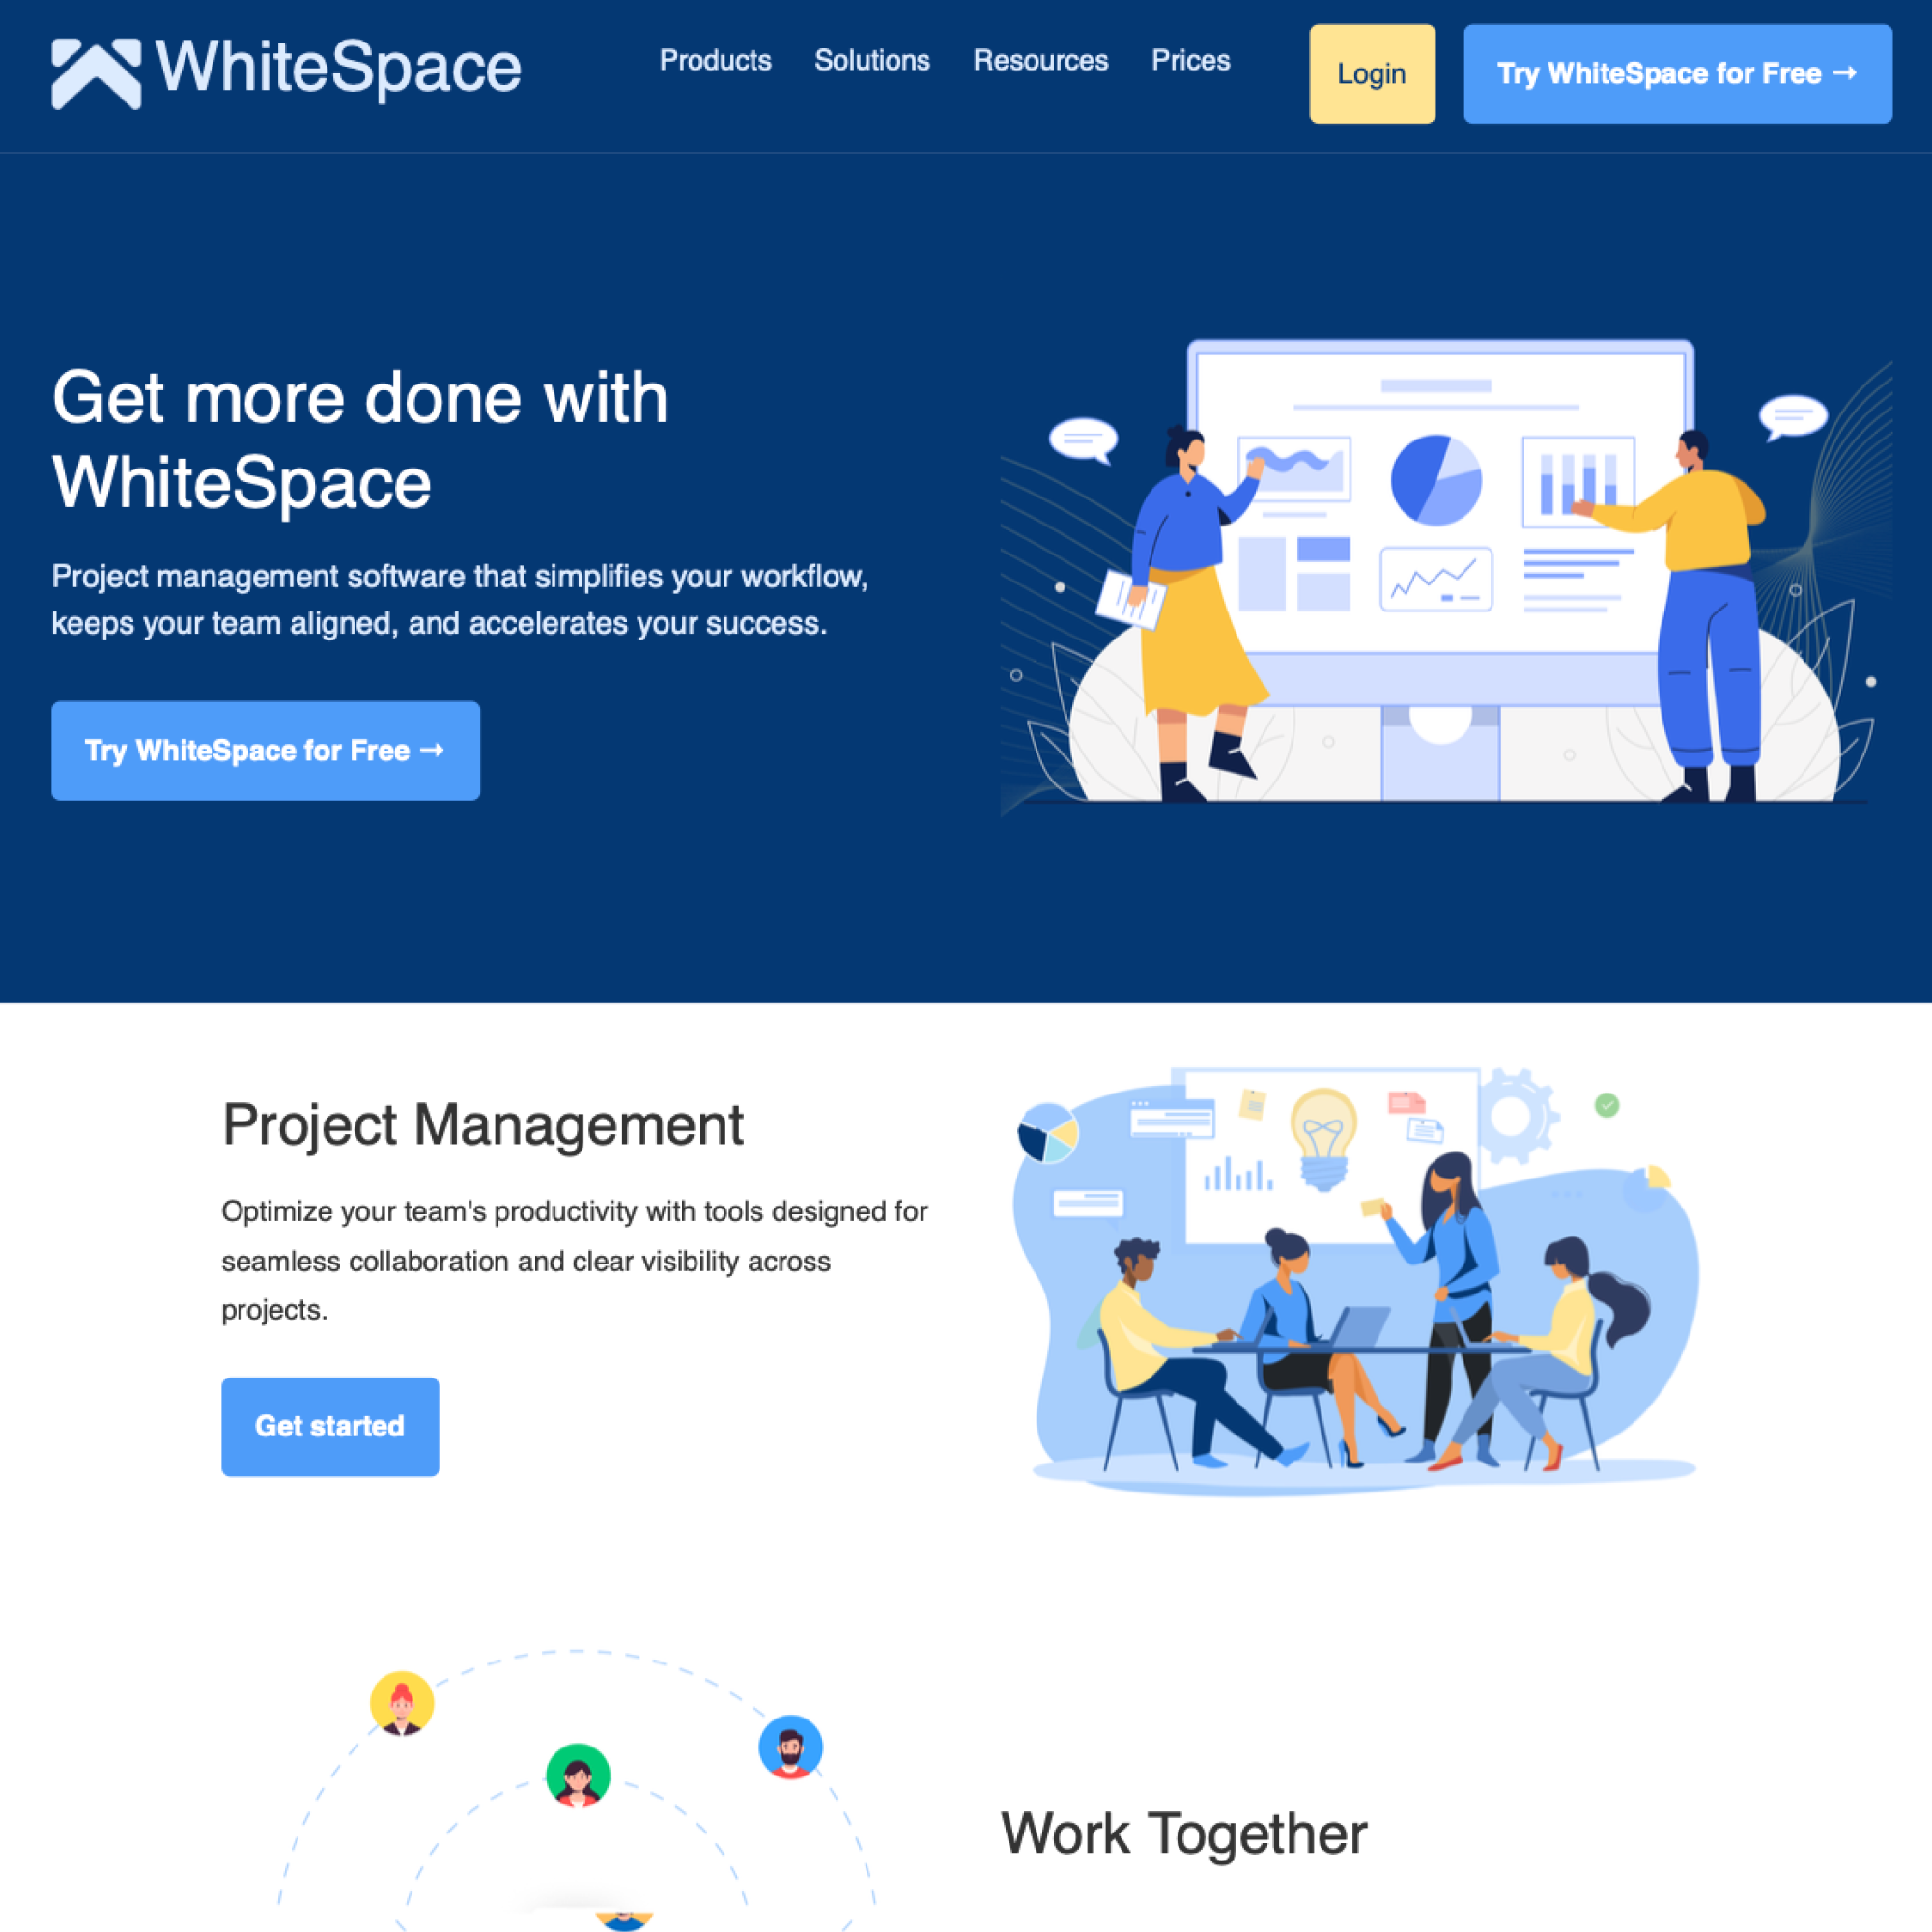 WhiteSpace
Products
Solutions
Resources
Prices
Login
Try WhiteSpace for Free →
Get more done with
WhiteSpace
Project management software that simplifies your workflow,
keeps your team aligned, and accelerates your success.
Try WhiteSpace for Free →
Project Management
Optimize your team's productivity with tools designed for
seamless collaboration and clear visibility across
projects.
Get started
Work Together